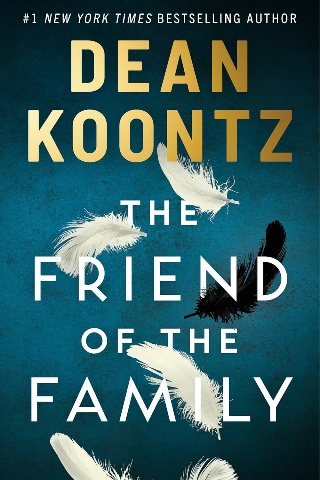 #1 NEW YORK TIMES BESTSELLING AUTHOR
DEAN
KOONTZ
THE
FRIEND
OF THE
FAMILY